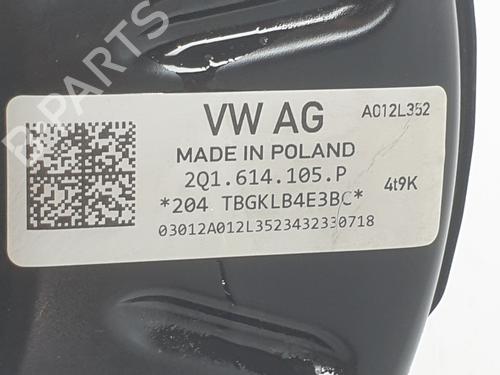 B-PARTS
VW AG
A012L352
MADE IN POLAND
2Q1.614.105.P
*204 TBGKLB4E3BC*
4t9K
03012A012L3523432330718